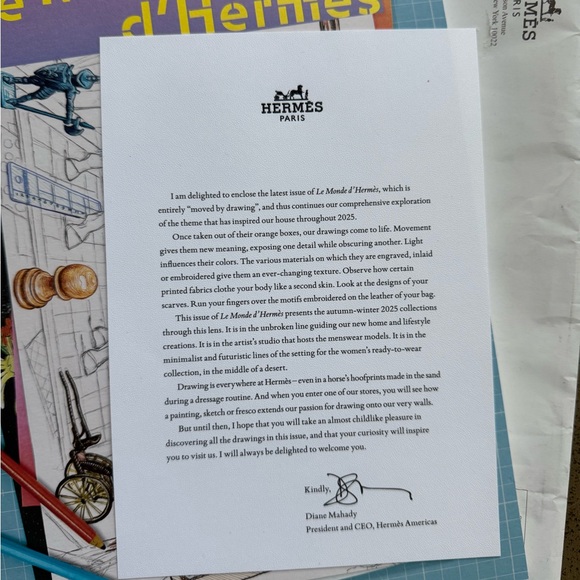 d'Hermès
HERMÈS
PARIS
I am delighted to enclose the latest issue of Le Monde d'Hermès, which is
entirely “moved by drawing”, and thus continues our comprehensive exploration
of the theme that has inspired our house throughout 2025.
Once taken out of their orange boxes, our drawings come to life. Movement
gives them new meaning, exposing one detail while obscuring another. Light
influences their colors. The various materials on which they are engraved, inlaid
or embroidered give them an ever-changing texture. Observe how certain
printed fabrics clothe your body like a second skin. Look at the designs of your
scarves. Run your fingers over the motifs embroidered on the leather of your bag.
This issue of Le Monde d'Hermès presents the autumn-winter 2025 collections
through this lens. It is in the unbroken line guiding our new home and lifestyle
creations. It is in the artist's studio that hosts the menswear models. It is in the
minimalist and futuristic lines of the setting for the women's ready-to-wear
collection, in the middle of a desert.
Drawing is everywhere at Hermès – even in a horse's hoofprints made in the sand
during a dressage routine. And when you enter one of our stores, you will see how
a painting, sketch or fresco extends our passion for drawing onto our very walls.
But until then, I hope that you will take an almost childlike pleasure in
discovering all the drawings in this issue, and that your curiosity will inspire
you to visit us. I will always be delighted to welcome you.
Kindly,
Diane Mahady
President and CEO, Hermès Americas
HERMÈS
PARIS
Avenue
New York 10022